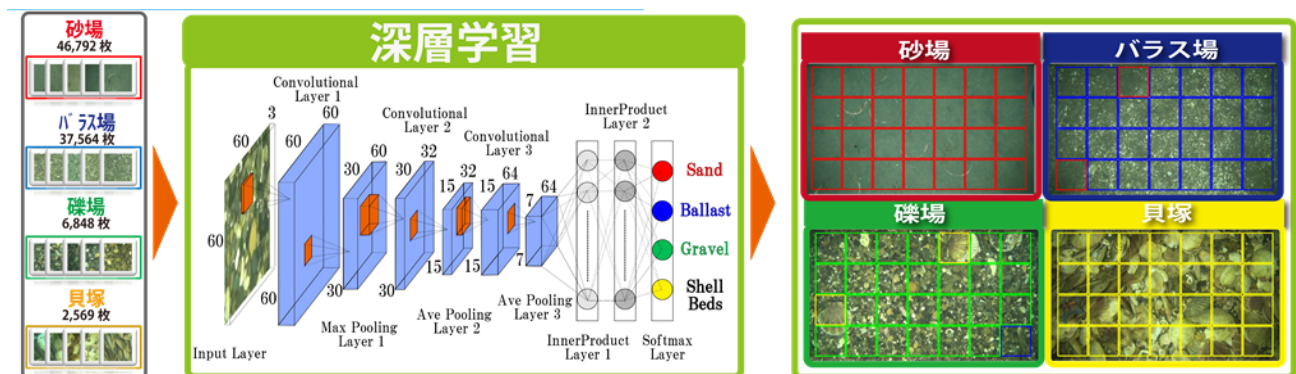 砂場
46,792 枚
バラス場
37,564 枚
礫場
6,848 枚
貝塚
2,569 枚
深層学習
Convolutional
Layer 1
3
60
60
60
60
60
Input Layer
Convolutional
Layer 2
30
60
30
Max Pooling
Layer 1
30
32
30
Convolutional
Layer 3
15
32
15
Ave Pooling
Layer 2
15
64
15
7
64
7
Ave Pooling
Layer 3
InnerProduct
Layer 2
InnerProduct
Layer 1
Softmax
Layer
Sand
Ballast
Gravel
Shell
Beds
砂場
バラス場
礫場
貝塚